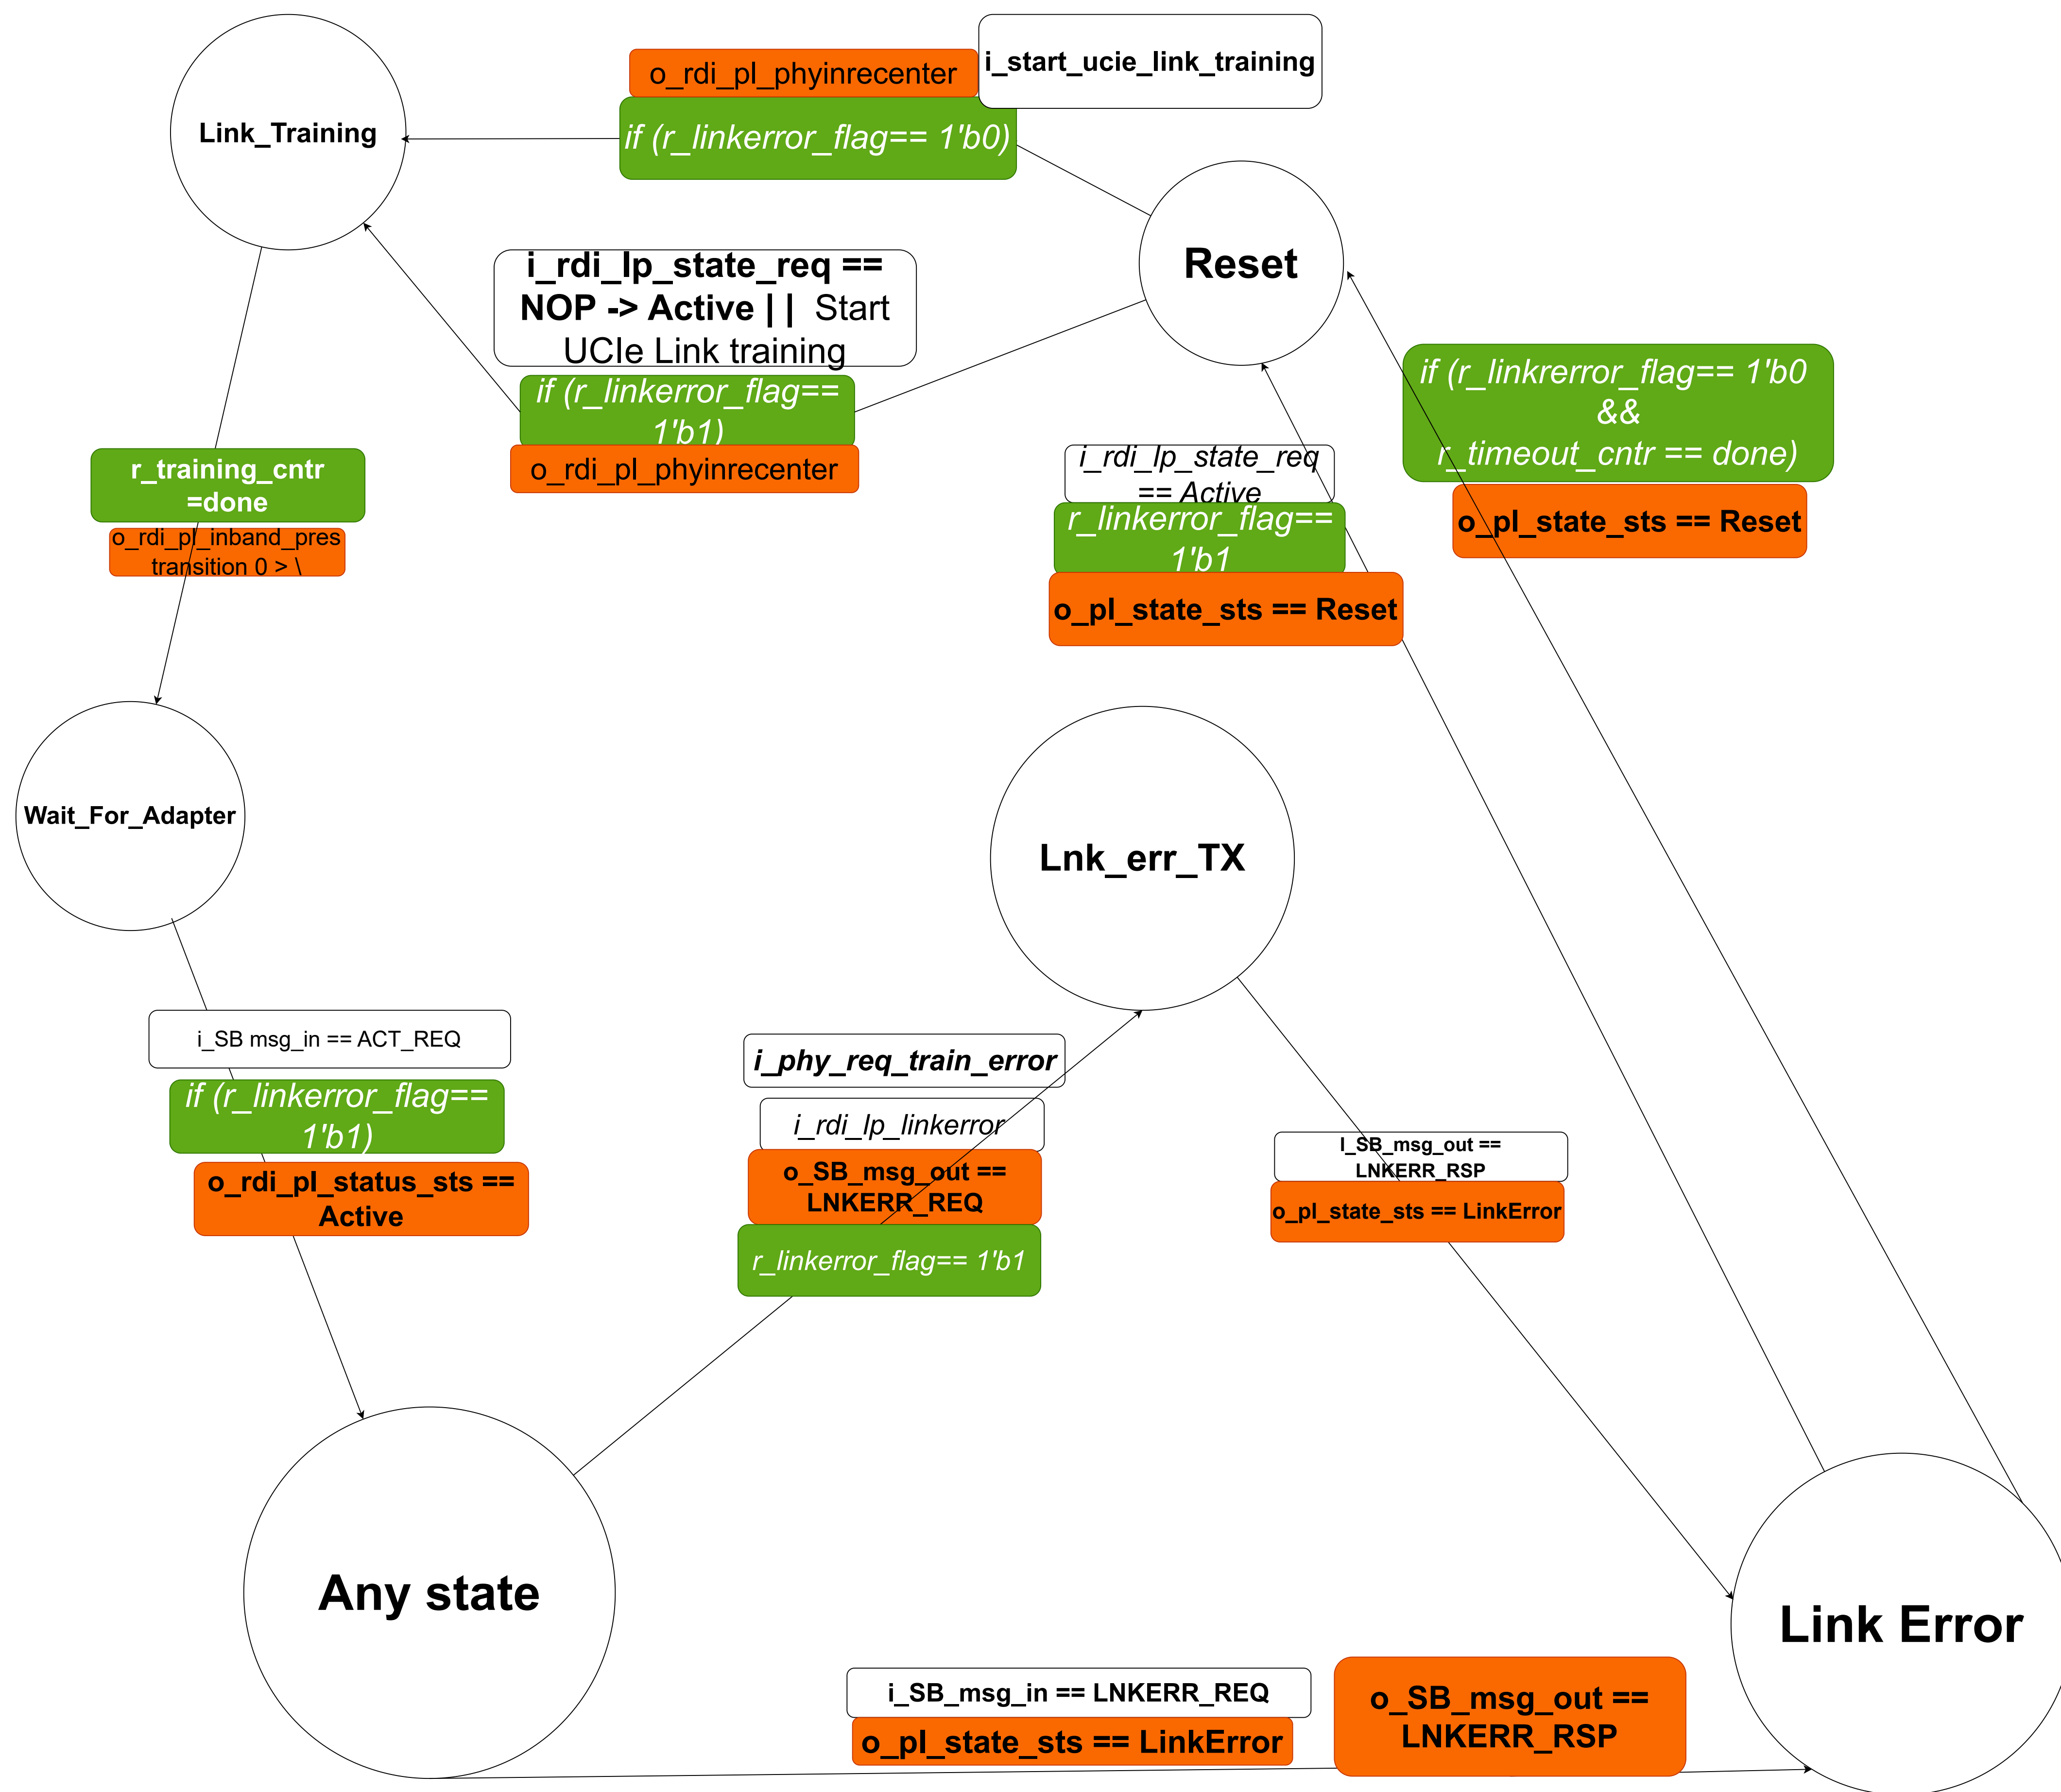 i_start_ucie_link_training
o_rdi_pl_phyinrecenter
if (r_linkerror_flag== 1'b0)
Link_Training
Reset
i_rdi_lp_state_req ==
NOP -> Active || Start
UCIe Link training
if (r_linkerror_flag==
1'b1)
o_rdi_pl_phyinrecenter
if (r_linkrerror_flag== 1'b0
&&
r_timeout_cntr == done)
o_pl_state_sts == Reset
i_rdi_lp_state_req
== Active
r_linkerror_flag==
1'b1
o_pl_state_sts == Reset
r_training_cntr
=done
o_rdi_pl_inband_pres
transition 0 > \
Wait_For_Adapter
Lnk_err_TX
i_SB msg_in == ACT_REQ
if (r_linkerror_flag==
1'b1)
o_rdi_pl_status_sts ==
Active
i_phy_req_train_error
i_rdi_lp_linkerror
o_SB_msg_out ==
LNKERR_REQ
r_linkerror_flag== 1'b1
I_SB_msg_out ==
LNKERR_RSP
o_pl_state_sts == LinkError
Any state
Link Error
i_SB_msg_in == LNKERR_REQ
o_pl_state_sts == LinkError
o_SB_msg_out ==
LNKERR_RSP